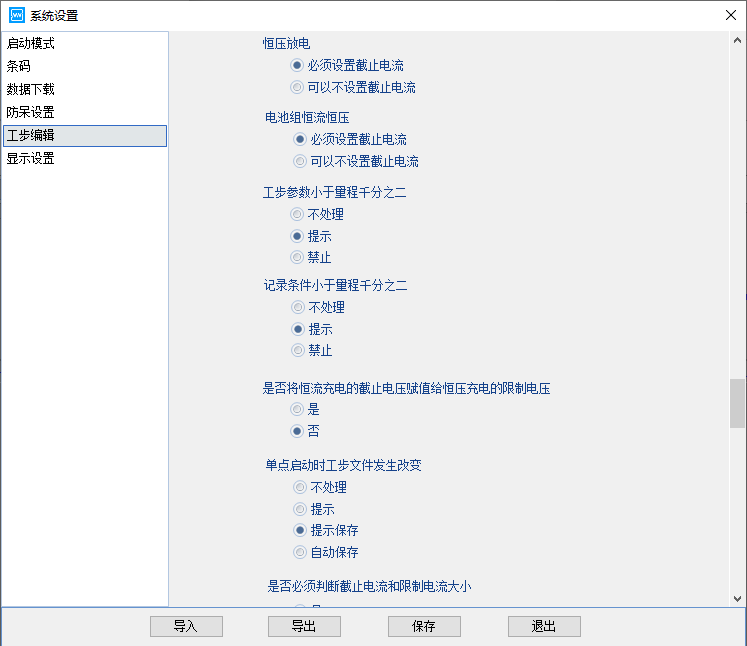 系统设置
启动模式
条码
数据下载
防呆设置
工步编辑
显示设置
恒压放电
必须设置截止电流
可以不设置截止电流
电池组恒流恒压
必须设置截止电流
可以不设置截止电流
工步参数小于量程千分之二
不处理
提示
禁止
记录条件小于量程千分之二
不处理
提示
禁止
是否将恒流充电的截止电压赋值给恒压充电的限制电压
是
否
单点启动时工步文件发生改变
不处理
提示
提示保存
自动保存
是否必须判断截止电流和限制电流大小
导入
导出
保存
退出